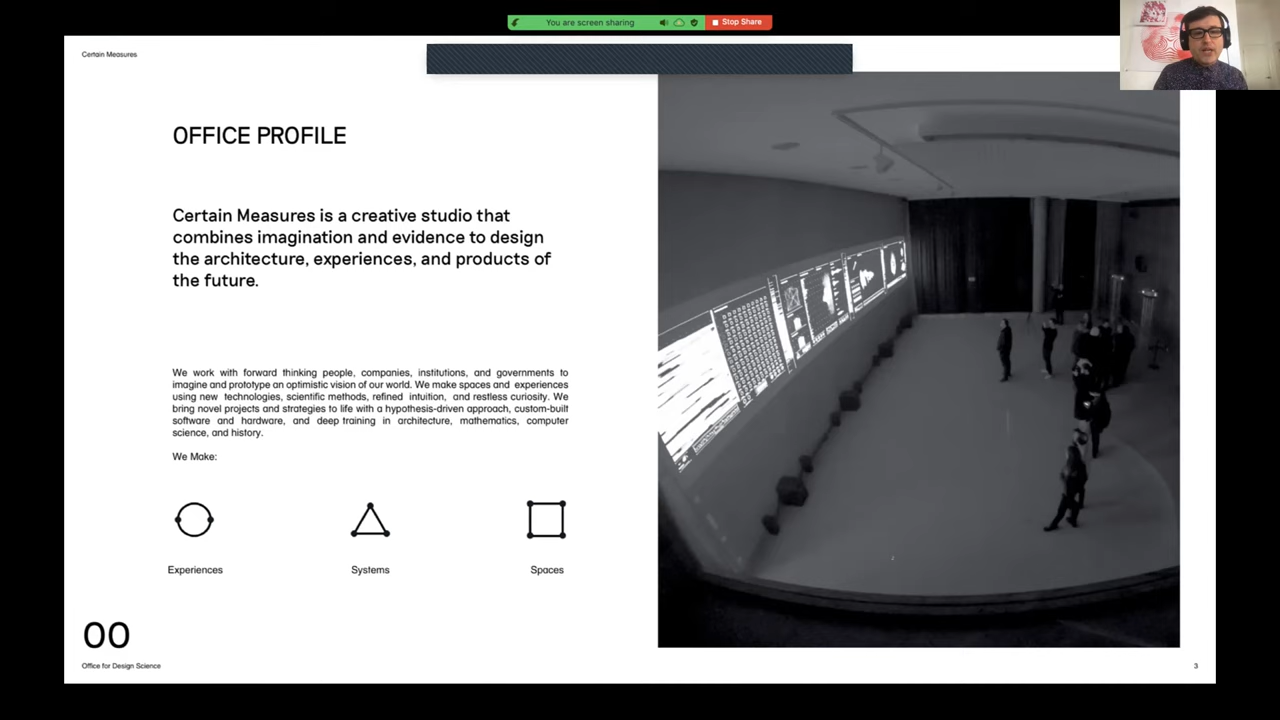 You are screen sharing
Stop Share
Certain Measures
OFFICE PROFILE
Certain Measures is a creative studio that
combines imagination and evidence to design
the architecture, experiences, and products of
the future.
We work with forward thinking people, companies, institutions, and governments to
imagine and prototype an optimistic vision of our world. We make spaces and experiences
using new technologies, scientific methods, refined intuition, and restless curiosity. We
bring novel projects and strategies to life with a hypothesis-driven approach, custom-built
software and hardware, and deep training in architecture, mathematics, computer
science, and history.
We Make:
Experiences
Systems
Spaces
00
Office for Design Science
3